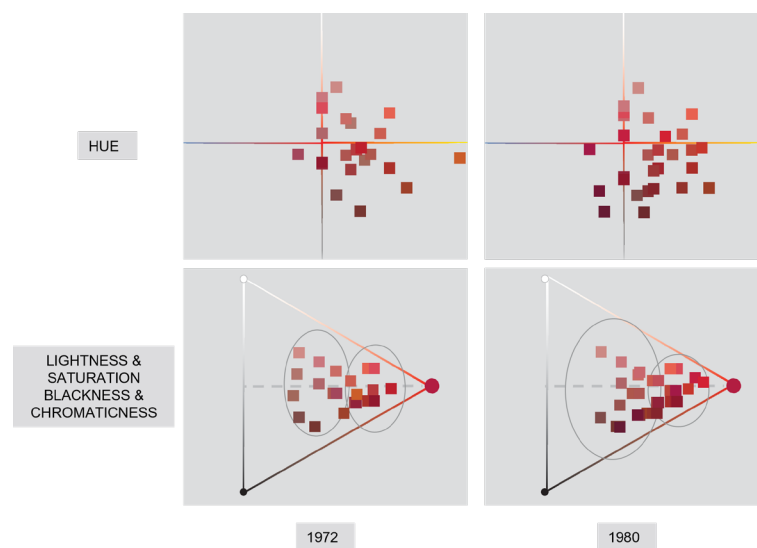 HUE
LIGHTNESS &
SATURATION
BLACKNESS &
CHROMATICNESS
1972
1980